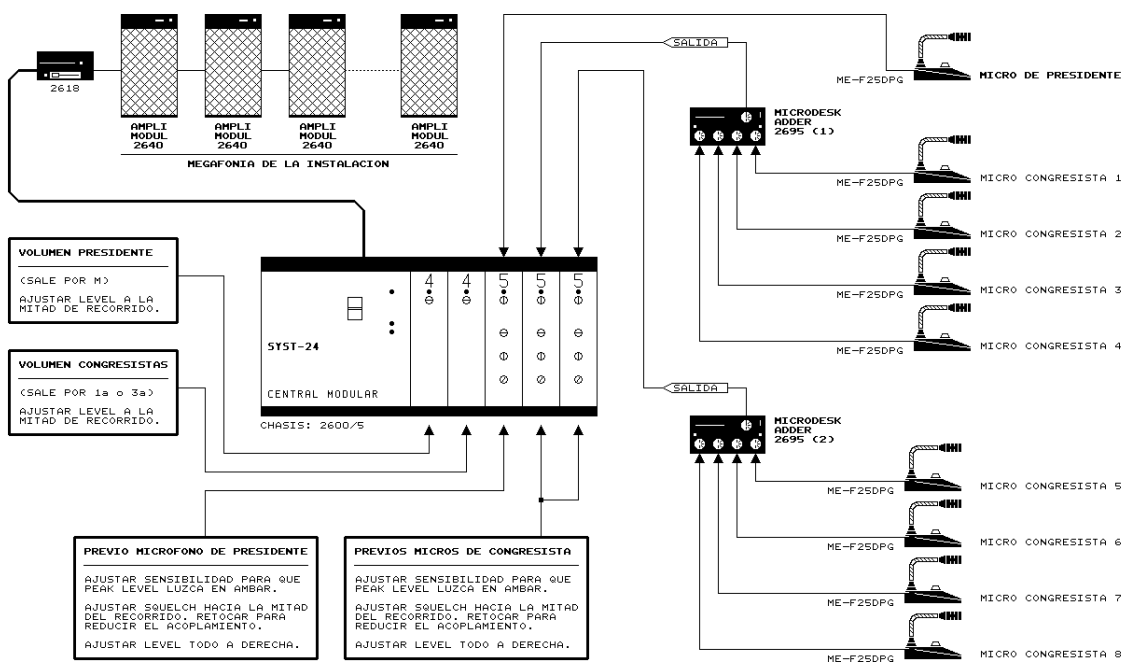 2618
AMPLI
MODUL
2640
AMPLI
MODUL
2640
AMPLI
MODUL
2640
AMPLI
MODUL
2640
MEGAFONIA DE LA INSTALACION
SALIDA
ME-F25DPG
MICRO DE PRESIDENTE
MICRODESK
ADDER
2695 (1)
ME-F25DPG
MICRO CONGRESISTA 1
ME-F25DPG
MICRO CONGRESISTA 2
ME-F25DPG
MICRO CONGRESISTA 3
ME-F25DPG
MICRO CONGRESISTA 4
VOLUMEN PRESIDENTE
(SALE POR M)
AJUSTAR LEVEL A LA
MITAD DE RECORRIDO.
VOLUMEN CONGRESISTAS
(SALE POR 1a o 3a)
AJUSTAR LEVEL A LA
MITAD DE RECORRIDO.
4 4 5 5 5
SYST-24
CENTRAL MODULAR
CHASIS: 2600/5
SALIDA
MICRODESK
ADDER
2695 (2)
ME-F25DPG
MICRO CONGRESISTA 5
ME-F25DPG
MICRO CONGRESISTA 6
ME-F25DPG
MICRO CONGRESISTA 7
ME-F25DPG
MICRO CONGRESISTA 8
PREVIO MICROFONO DE PRESIDENTE
AJUSTAR SENSIBILIDAD PARA QUE
PEAK LEVEL LUZCA EN AMBAR.
AJUSTAR SQUELCH HACIA LA MITAD
DEL RECORRIDO. RETOCAR PARA
REDUCIR EL ACOPLAMIENTO.
AJUSTAR LEVEL TODO A DERECHA.
PREVIOS MICROS DE CONGRESISTA
AJUSTAR SENSIBILIDAD PARA QUE
PEAK LEVEL LUZCA EN AMBAR.
AJUSTAR SQUELCH HACIA LA MITAD
DEL RECORRIDO. RETOCAR PARA
REDUCIR EL ACOPLAMIENTO.
AJUSTAR LEVEL TODO A DERECHA.